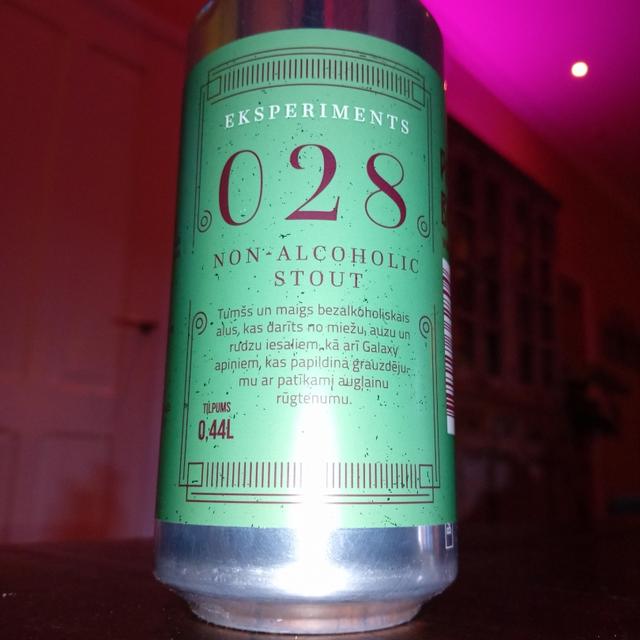 EKSPERIMENTS
028
NON-ALCOHOLIC
STOUT
Tumšs un maigs bezalkoholiskais
alus, kas darīts no miežu, auzu un
rudzu iesaliem, kā arī Galaxy
apiņiem, kas papildina grauzdēju-
mu ar patīkamu augļainu
rūgtenumu.
TILPUMS
0,44L